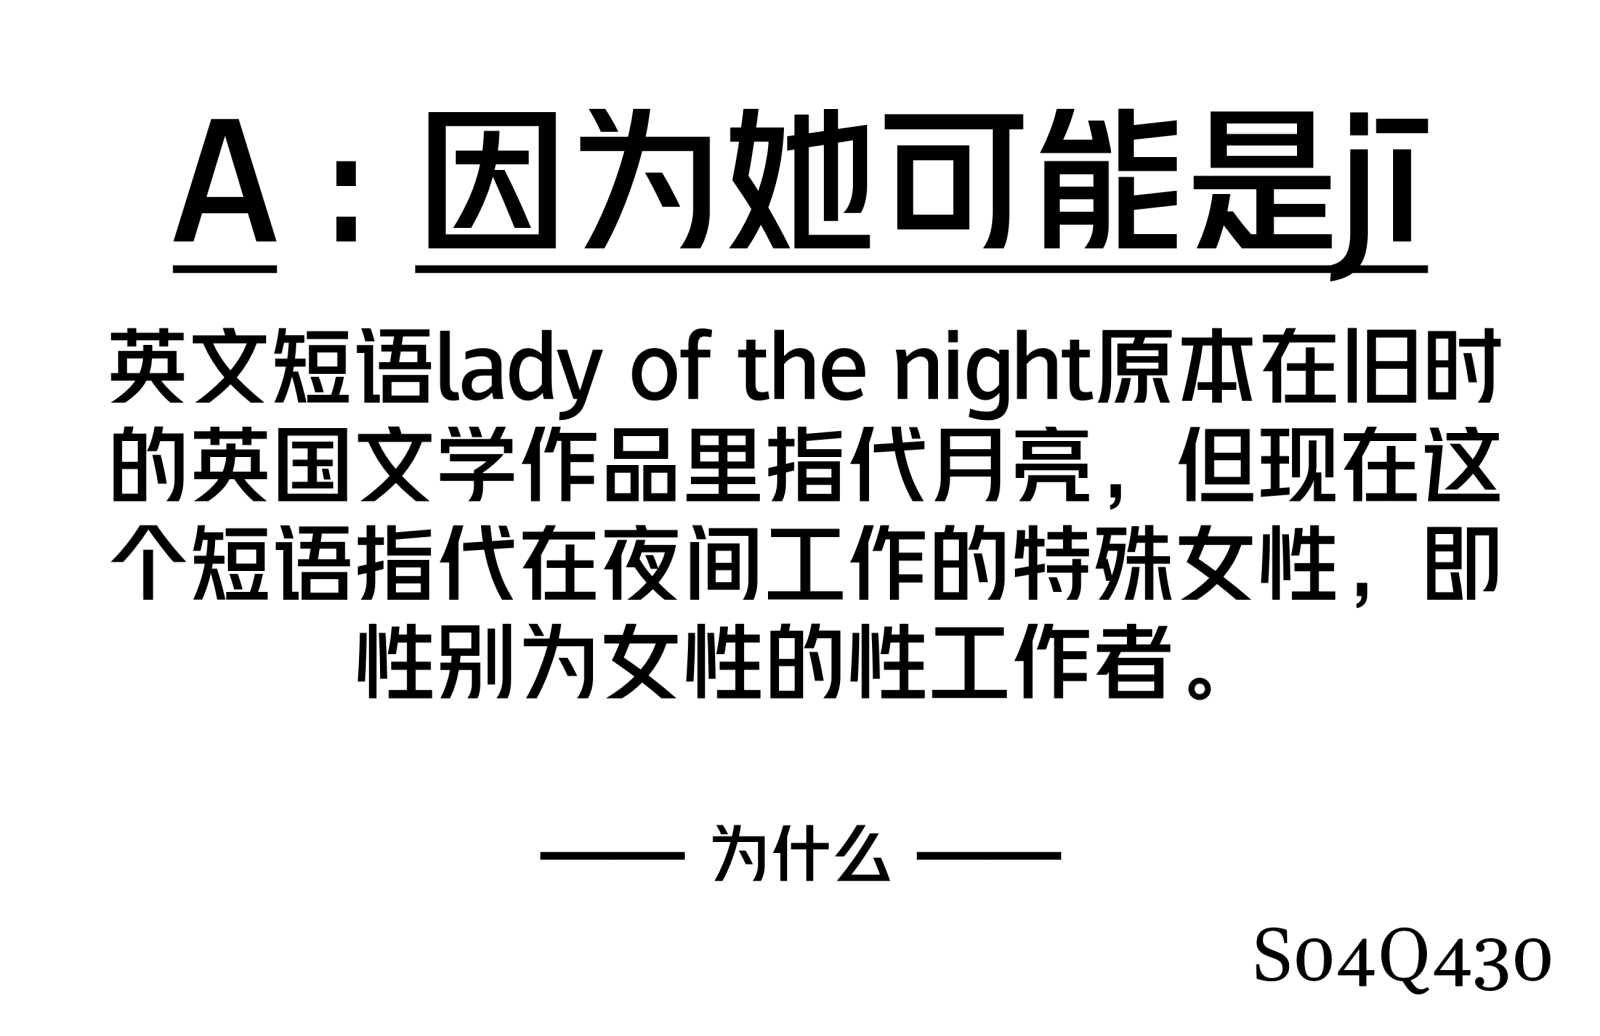 A：因为她可能是jī
英文短语lady of the night原本在旧时
的英国文学作品里指代月亮，但现在这
个短语指代在夜间工作的特殊女性，即
性别为女性的性工作者。
—— 为什么 ——
S04Q430